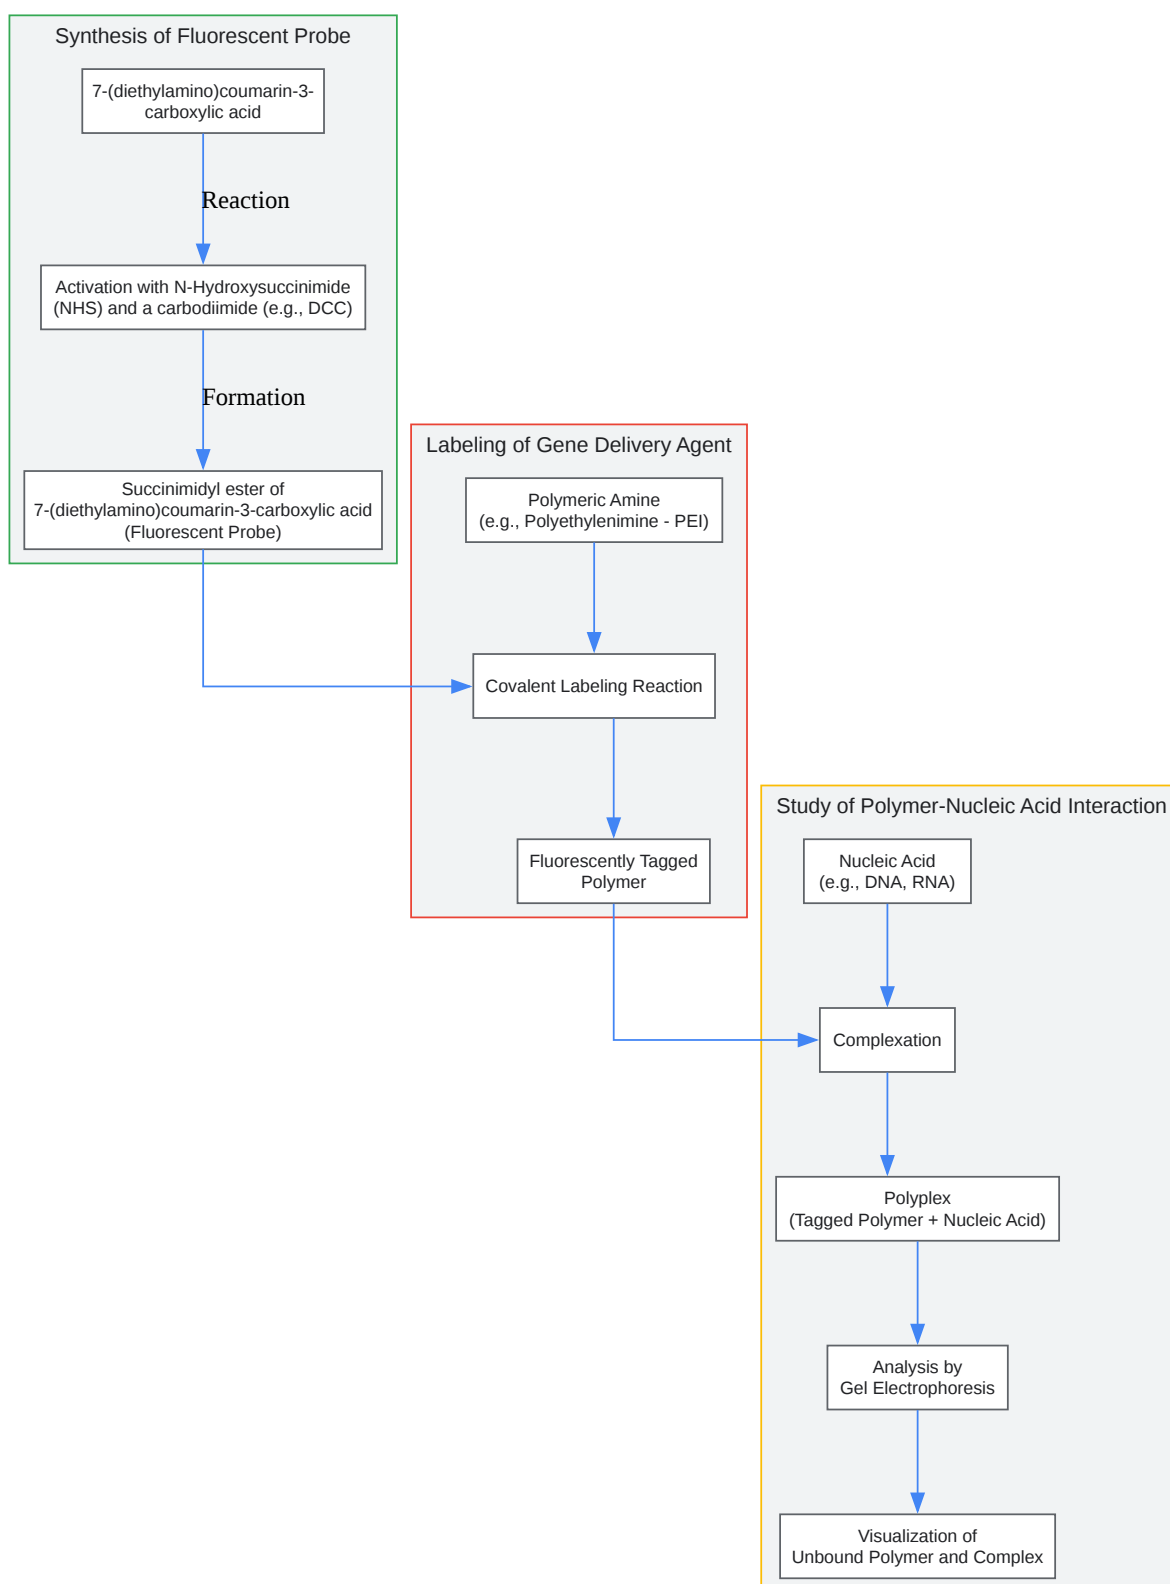 Synthesis of Fluorescent Probe
7-(diethylamino)coumarin-3-
carboxylic acid
Reaction
Activation with N-Hydroxysuccinimide
(NHS) and a carbodiimide (e.g., DCC)
Formation
Succinimidyl ester of
7-(diethylamino)coumarin-3-carboxylic acid
(Fluorescent Probe)
Labeling of Gene Delivery Agent
Polymeric Amine
(e.g., Polyethylenimine - PEI)
Covalent Labeling Reaction
Fluorescently Tagged
Polymer
Study of Polymer-Nucleic Acid Interaction
Nucleic Acid
(e.g., DNA, RNA)
Complexation
Polyplex
(Tagged Polymer + Nucleic Acid)
Analysis by
Gel Electrophoresis
Visualization of
Unbound Polymer and Complex